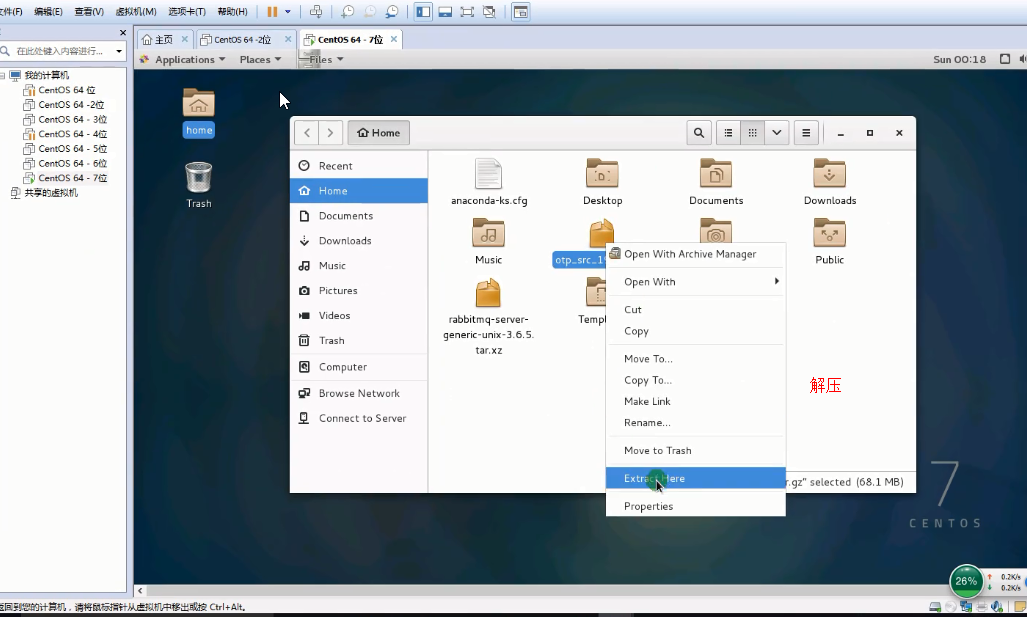 文件(F) 编辑(E) 查看(V) 虚拟机(M) 选项卡(T) 帮助(H)
在此处键入内容进行...
主页 CentOS 64 -2位 CentOS 64 - 7位
Applications Places Files Sun 00:18
我的计算机
CentOS 64 位
CentOS 64 -2位
CentOS 64 - 3位
CentOS 64 - 4位
CentOS 64 - 5位
CentOS 64 - 6位
CentOS 64 - 7位
共享的虚拟机
home
Trash
Home
Recent
Home
Documents
Downloads
Music
Pictures
Videos
Trash
Computer
Browse Network
Connect to Server
anaconda-ks.cfg
Desktop
Documents
Downloads
Music
otp_src_1
Public
rabbitmq-server-
generic-unix-3.6.5.
tar.xz
Templ
Open With Archive Manager
Open With
Cut
Copy
Move To...
Copy To...
Make Link
Rename...
Move to Trash
Extract Here
Properties
解压
r.gz" selected (68.1 MB)
7
CENTOS
26%
0.2K/s
0.2K/s
返回到您的计算机，请将鼠标指针从虚拟机中移出或按 Ctrl+Alt。